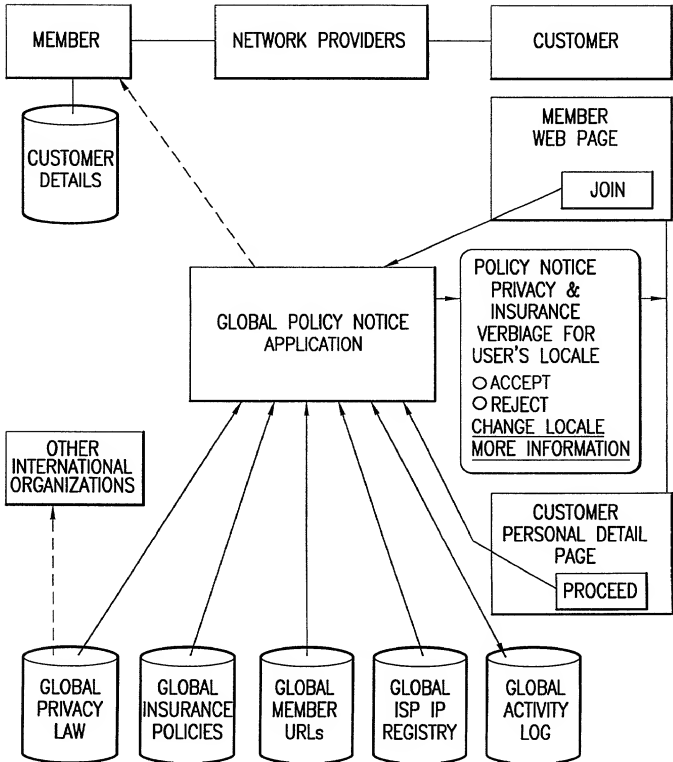 MEMBER
NETWORK PROVIDERS
CUSTOMER
CUSTOMER
DETAILS
MEMBER
WEB PAGE
JOIN
GLOBAL POLICY NOTICE
APPLICATION
POLICY NOTICE
PRIVACY &
INSURANCE
VERBIAGE FOR
USER'S LOCALE
ACCEPT
REJECT
CHANGE LOCALE
MORE INFORMATION
OTHER
INTERNATIONAL
ORGANIZATIONS
CUSTOMER
PERSONAL DETAIL
PAGE
PROCEED
GLOBAL
PRIVACY
LAW
GLOBAL
INSURANCE
POLICIES
GLOBAL
MEMBER
URLs
GLOBAL
ISP IP
REGISTRY
GLOBAL
ACTIVITY
LOG